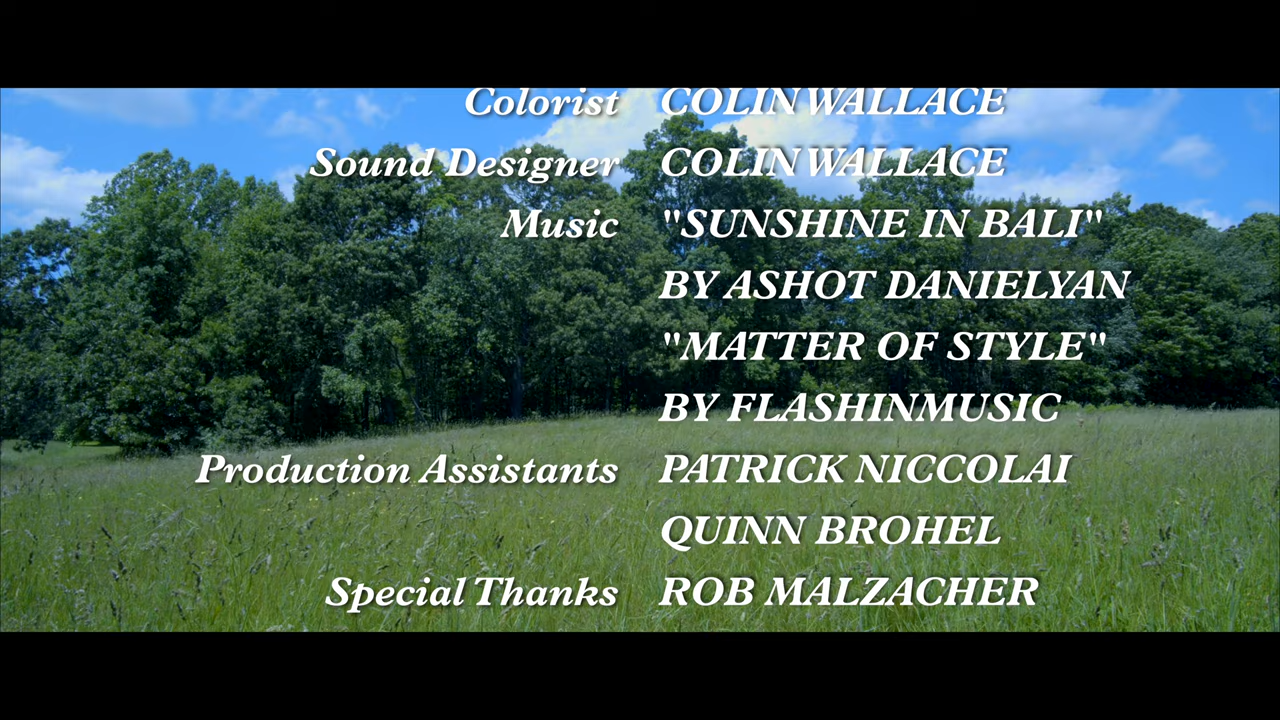 Colorist COLIN WALLACE
Sound Designer COLIN WALLACE
Music "SUNSHINE IN BALI"
BY ASHOT DANIELYAN
"MATTER OF STYLE"
BY FLASHINMUSIC
Production Assistants PATRICK NICCOLAI
QUINN BROHEL
Special Thanks ROB MALZACHER